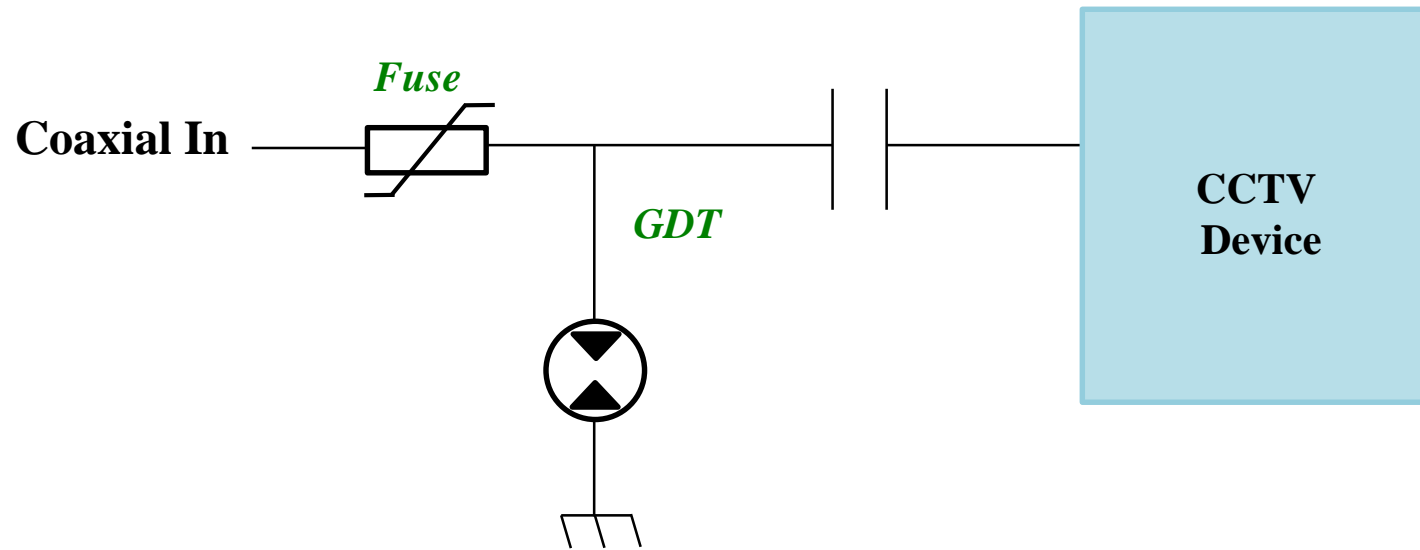 Fuse
Coaxial In
GDT
CCTV
Device